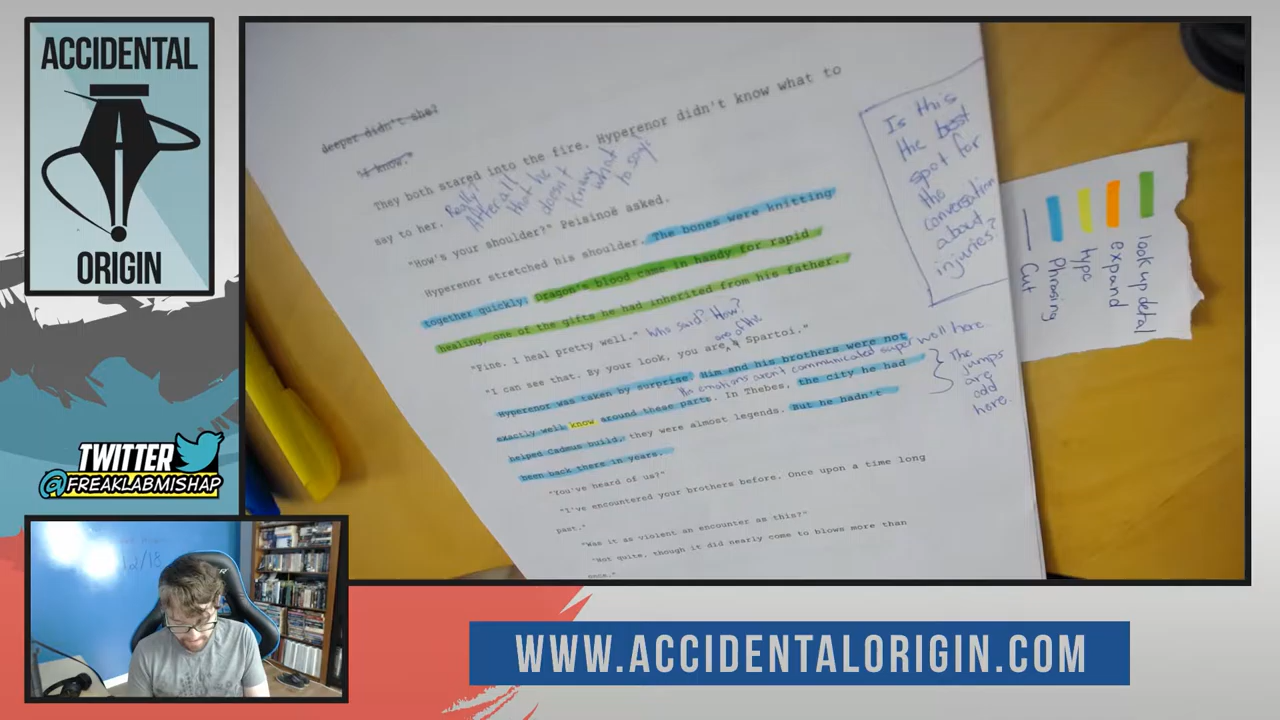 ACCIDENTAL
ORIGIN
TWITTER
@FREAKLABMISHAP
12/18
deeper didn't she?
"I know."
They both stared into the fire. Hyperenor didn't know what to
say to her.
Really?
After all
that he
doesn't
know
what
to say?
"How's your shoulder?" Peisinoë asked.
Hyperenor stretched his shoulder. The bones were knitting
together quickly. Dragon's blood came in handy for rapid
healing, one of the gifts he had inherited from his father.
"Fine. I heal pretty well." Who said? How?
are of the
"I can see that. By your look, you are a Spartoi."
Hyperenor was taken by surprise. Him and his brothers were not
His emotions aren't communicated super well here
exactly well know around these parts. In Thebes, the city he had
helped Cadmus build, they were almost legends. But he hadn't
been back there in years.
"You've heard of us?"
"I've encountered your brothers before. Once upon a time long
past."
"Was it as violent an encounter as this?"
"Not quite, though it did nearly come to blows more than
once."
Is this
the best
spot for
the
conversation
about
injuries?
The
jumps
are
odd
here.
Cut
Phrasing
type
expand
look up detail
WWW.ACCIDENTALORIGIN.COM